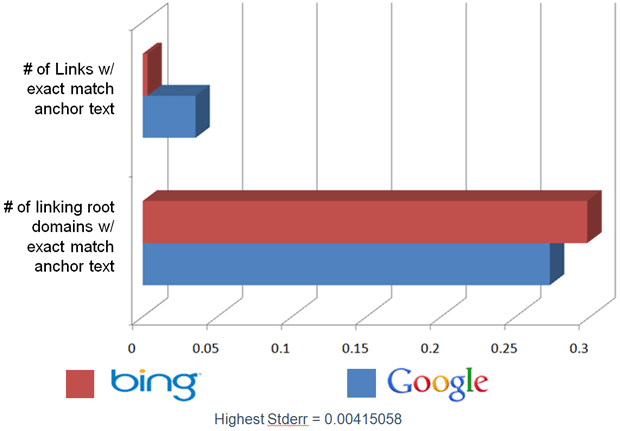 # of Links w/
exact match
anchor text
# of linking root
domains w/
exact match
anchor text
0 0.05 0.1 0.15 0.2 0.25 0.3
bing Google
Highest Stderr = 0.00415058